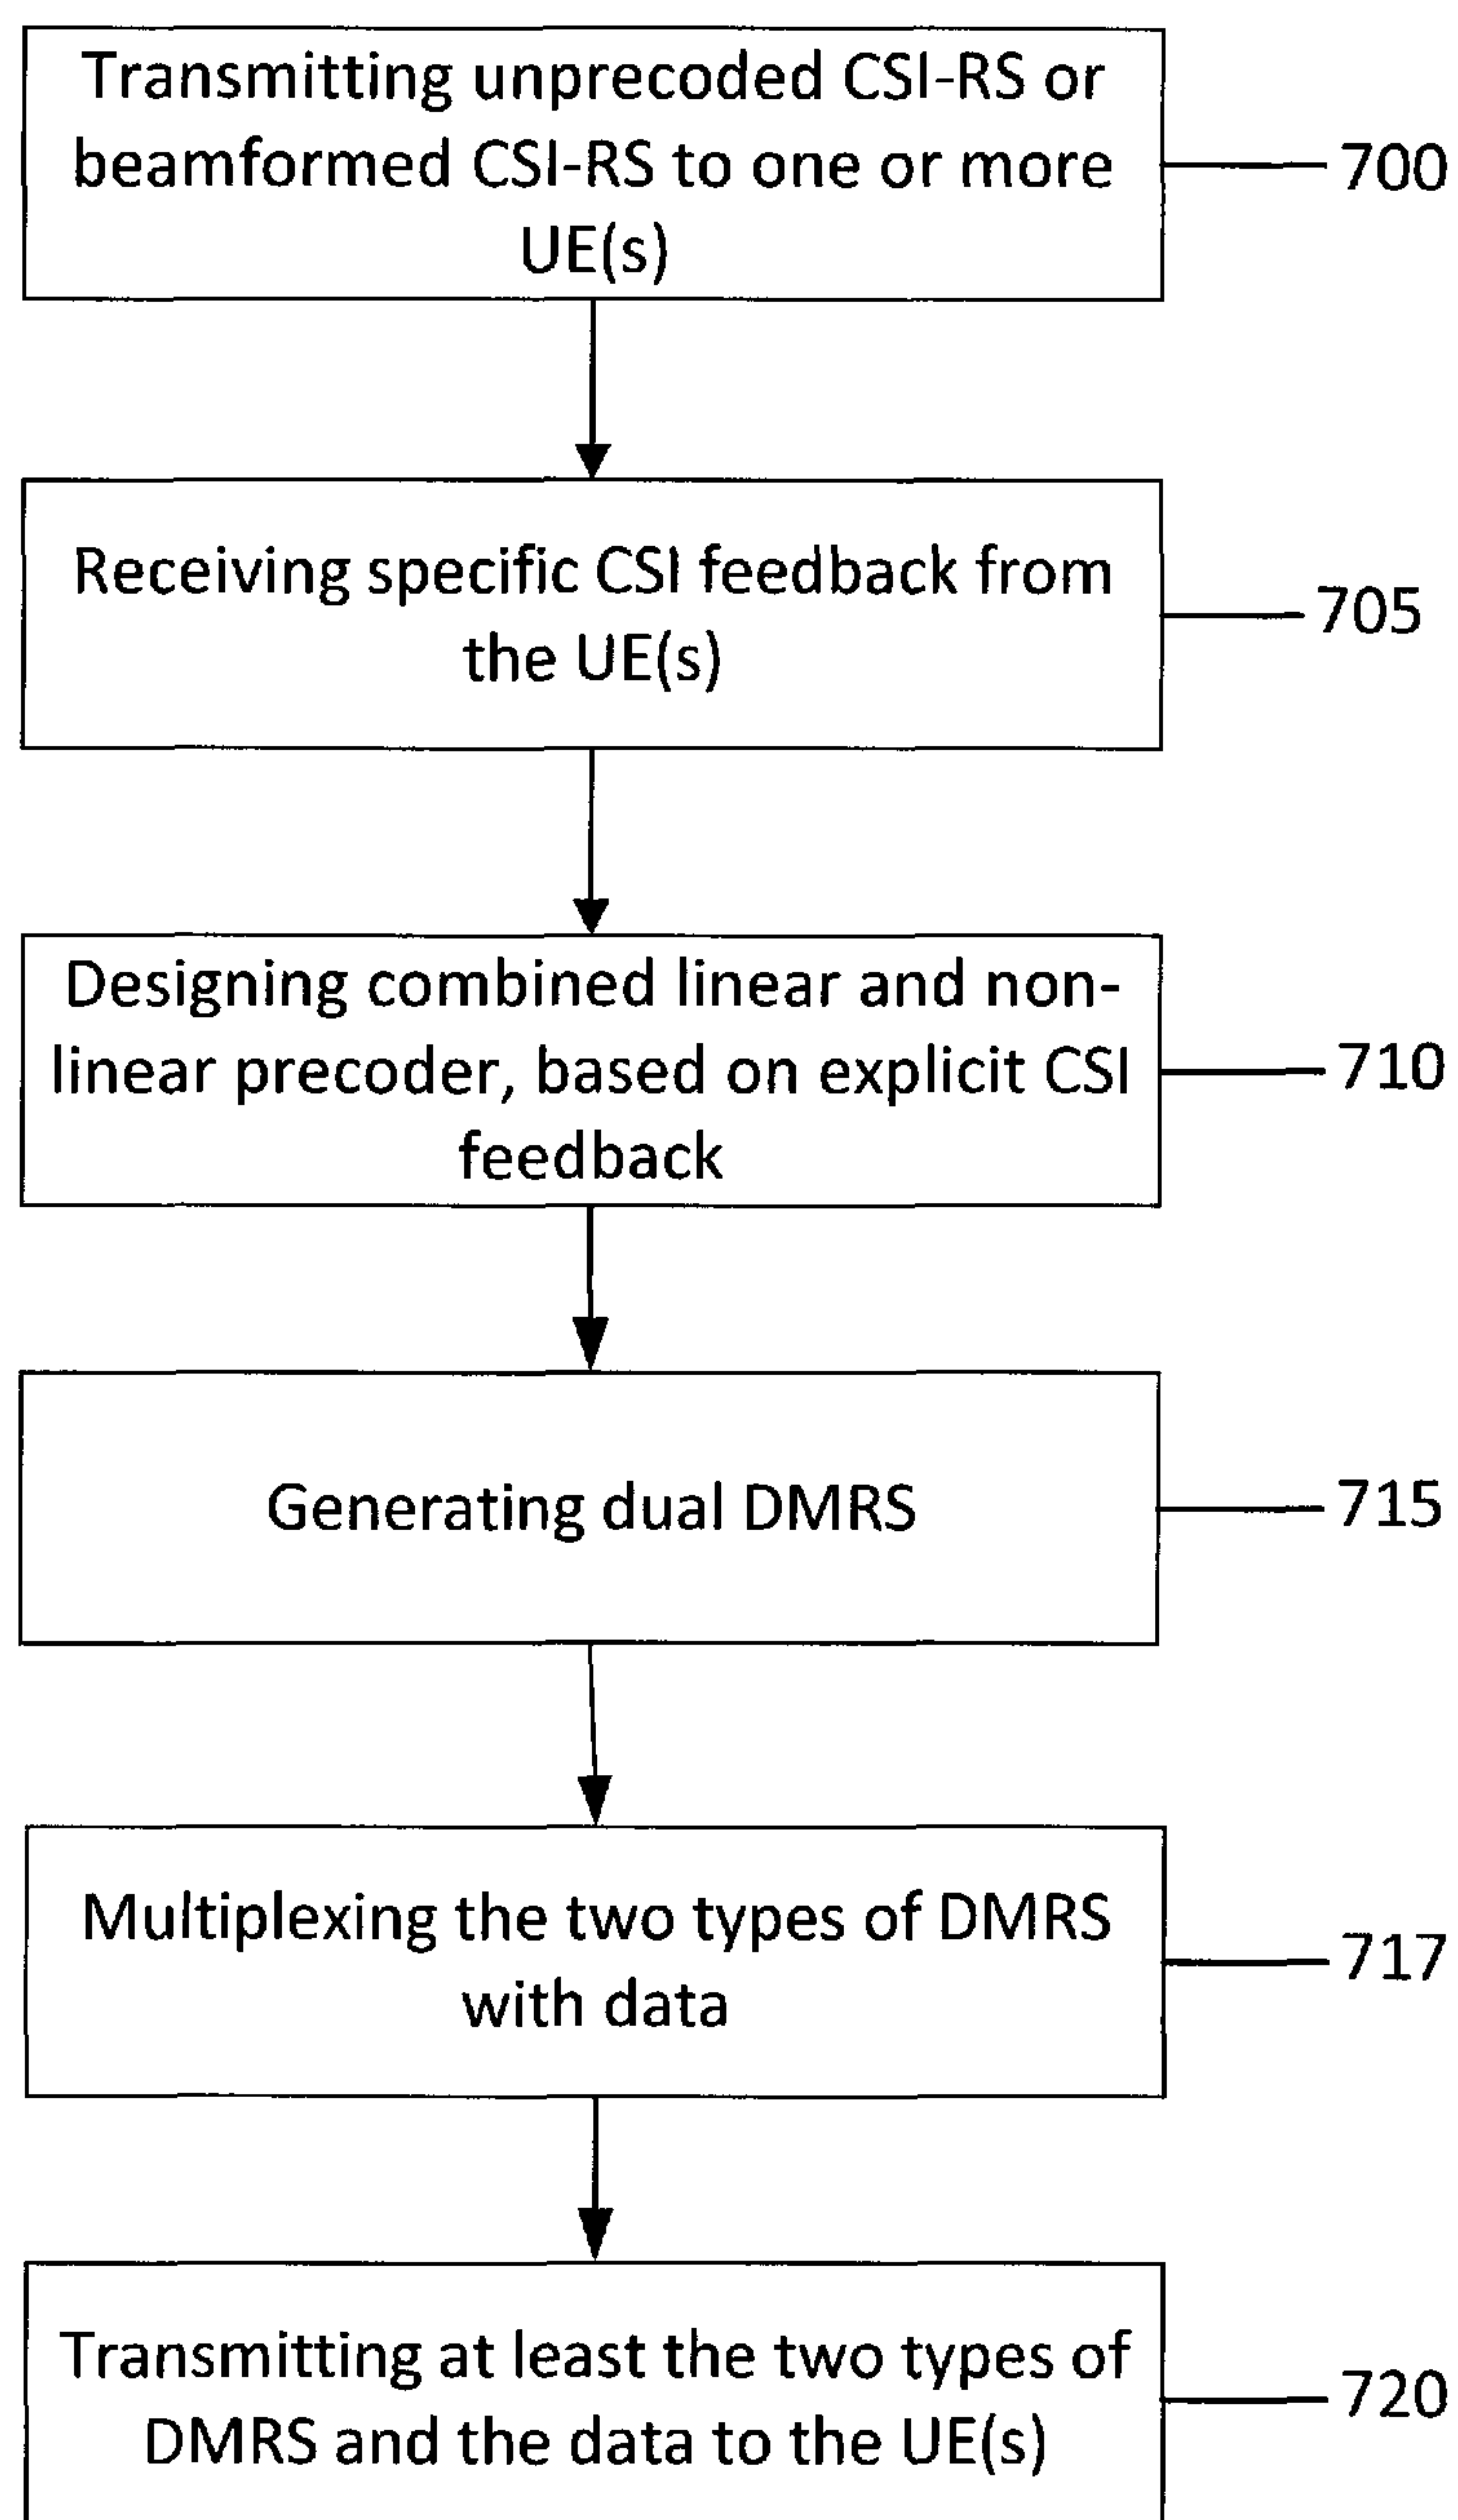 Transmitting unprecoded CSI-RS or
beamformed CSI-RS to one or more
UE(s)
700
Receiving specific CSI feedback from
the UE(s)
705
Designing combined linear and non-
linear precoder, based on explicit CSI
feedback
710
Generating dual DMRS
715
Multiplexing the two types of DMRS
with data
717
Transmitting at least the two types of
DMRS and the data to the UE(s)
720